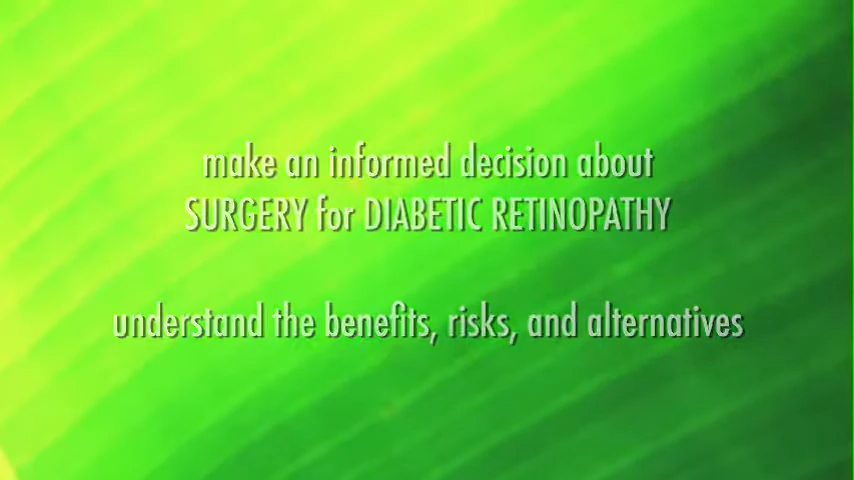 make an informed decision about
SURGERY for DIABETIC RETINOPATHY
understand the benefits, risks, and alternatives